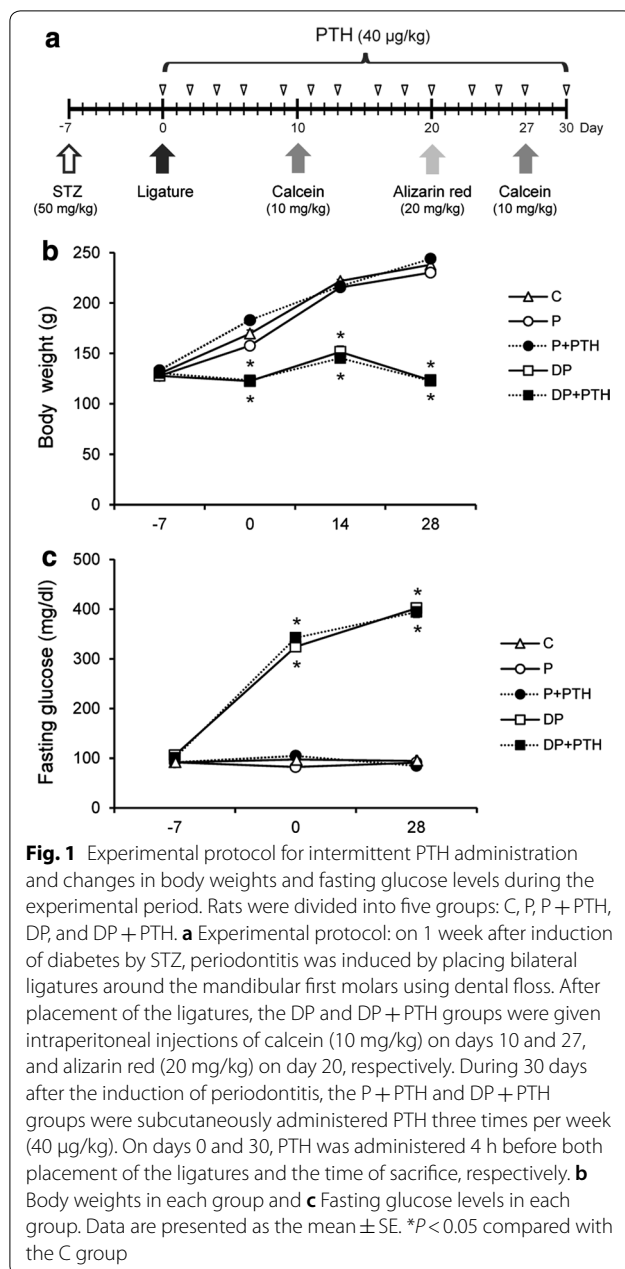 a
PTH (40 µg/kg)
-7 0 10 20 27 30 Day
STZ Ligature Calcein Alizarin red Calcein
(50 mg/kg) (10 mg/kg) (20 mg/kg) (10 mg/kg)
b
Body weight (g)
250
200
150
100
50
0
* * *
* * *
-7 0 14 28
C
P
P+PTH
DP
DP+PTH
c
Fasting glucose (mg/dl)
500
400
300
200
100
0
* *
* *
-7 0 28
C
P
P+PTH
DP
DP+PTH
Fig. 1 Experimental protocol for intermittent PTH administration
and changes in body weights and fasting glucose levels during the
experimental period. Rats were divided into five groups: C, P, P + PTH,
DP, and DP + PTH. a Experimental protocol: on 1 week after induction
of diabetes by STZ, periodontitis was induced by placing bilateral
ligatures around the mandibular first molars using dental floss. After
placement of the ligatures, the DP and DP + PTH groups were given
intraperitoneal injections of calcein (10 mg/kg) on days 10 and 27,
and alizarin red (20 mg/kg) on day 20, respectively. During 30 days
after the induction of periodontitis, the P + PTH and DP + PTH
groups were subcutaneously administered PTH three times per week
(40 µg/kg). On days 0 and 30, PTH was administered 4 h before both
placement of the ligatures and the time of sacrifice, respectively. b
Body weights in each group and c Fasting glucose levels in each
group. Data are presented as the mean ± SE. *P < 0.05 compared with
the C group